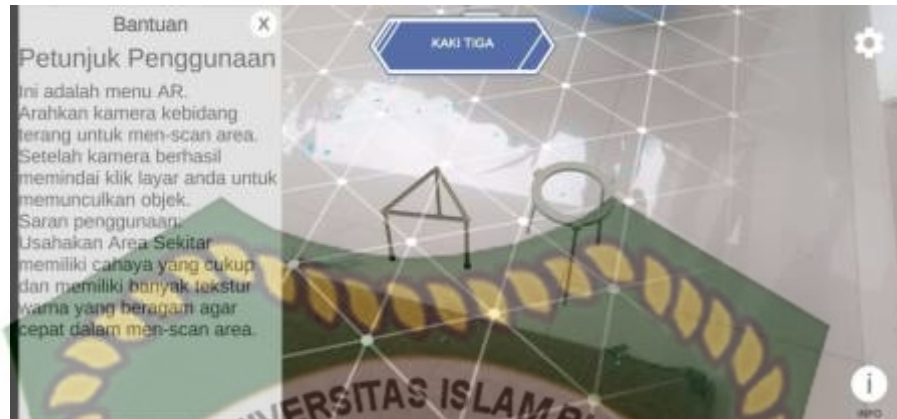 Bantuan
X
Petunjuk Penggunaan
Ini adalah menu AR.
Arahkan kamera kebidang
terang untuk men-scan area.
Setelah kamera berhasil
memindai klik layar anda untuk
memunculkan objek.
Saran penggunaan:
Usahakan Area Sekitar
memiliki cahaya yang cukup
dan memiliki banyak tekstur
warna yang beragam agar
cepat dalam men-scan area.
KAKI TIGA
i
INFO
UNIVERSITAS ISLAM